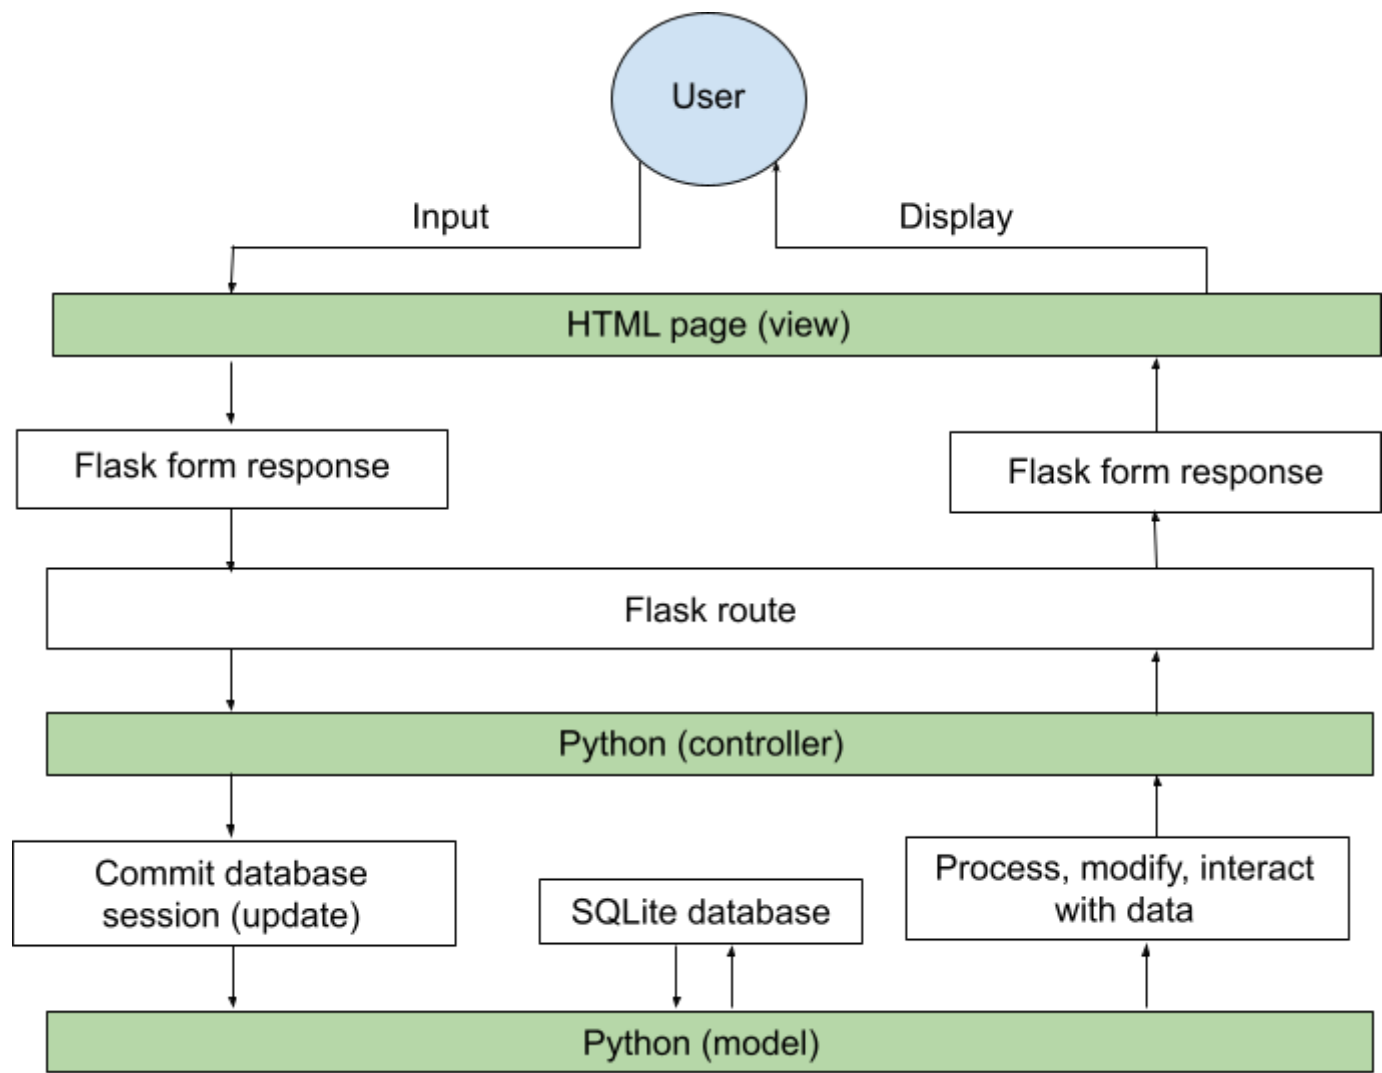 User
Input
Display
HTML page (view)
Flask form response
Flask form response
Flask route
Python (controller)
Commit database
session (update)
SQLite database
Process, modify, interact
with data
Python (model)